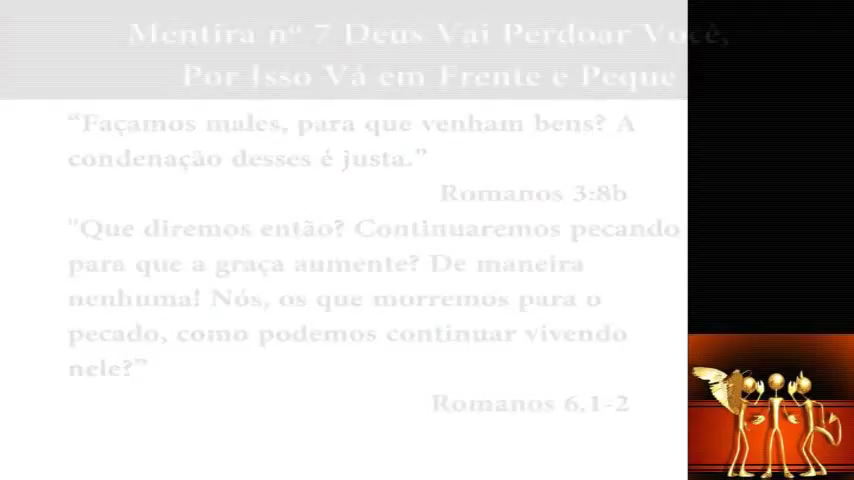 Mentira nº 7 Deus Vai Perdoar Você,
Por Isso Vá em Frente e Peque
“Façamos males, para que venham bens? A
condenação desses é justa.”
Romanos 3:8b
"Que diremos então? Continuaremos pecando
para que a graça aumente? De maneira
nenhuma! Nós, os que morremos para o
pecado, como podemos continuar vivendo
nele?”
Romanos 6.1-2